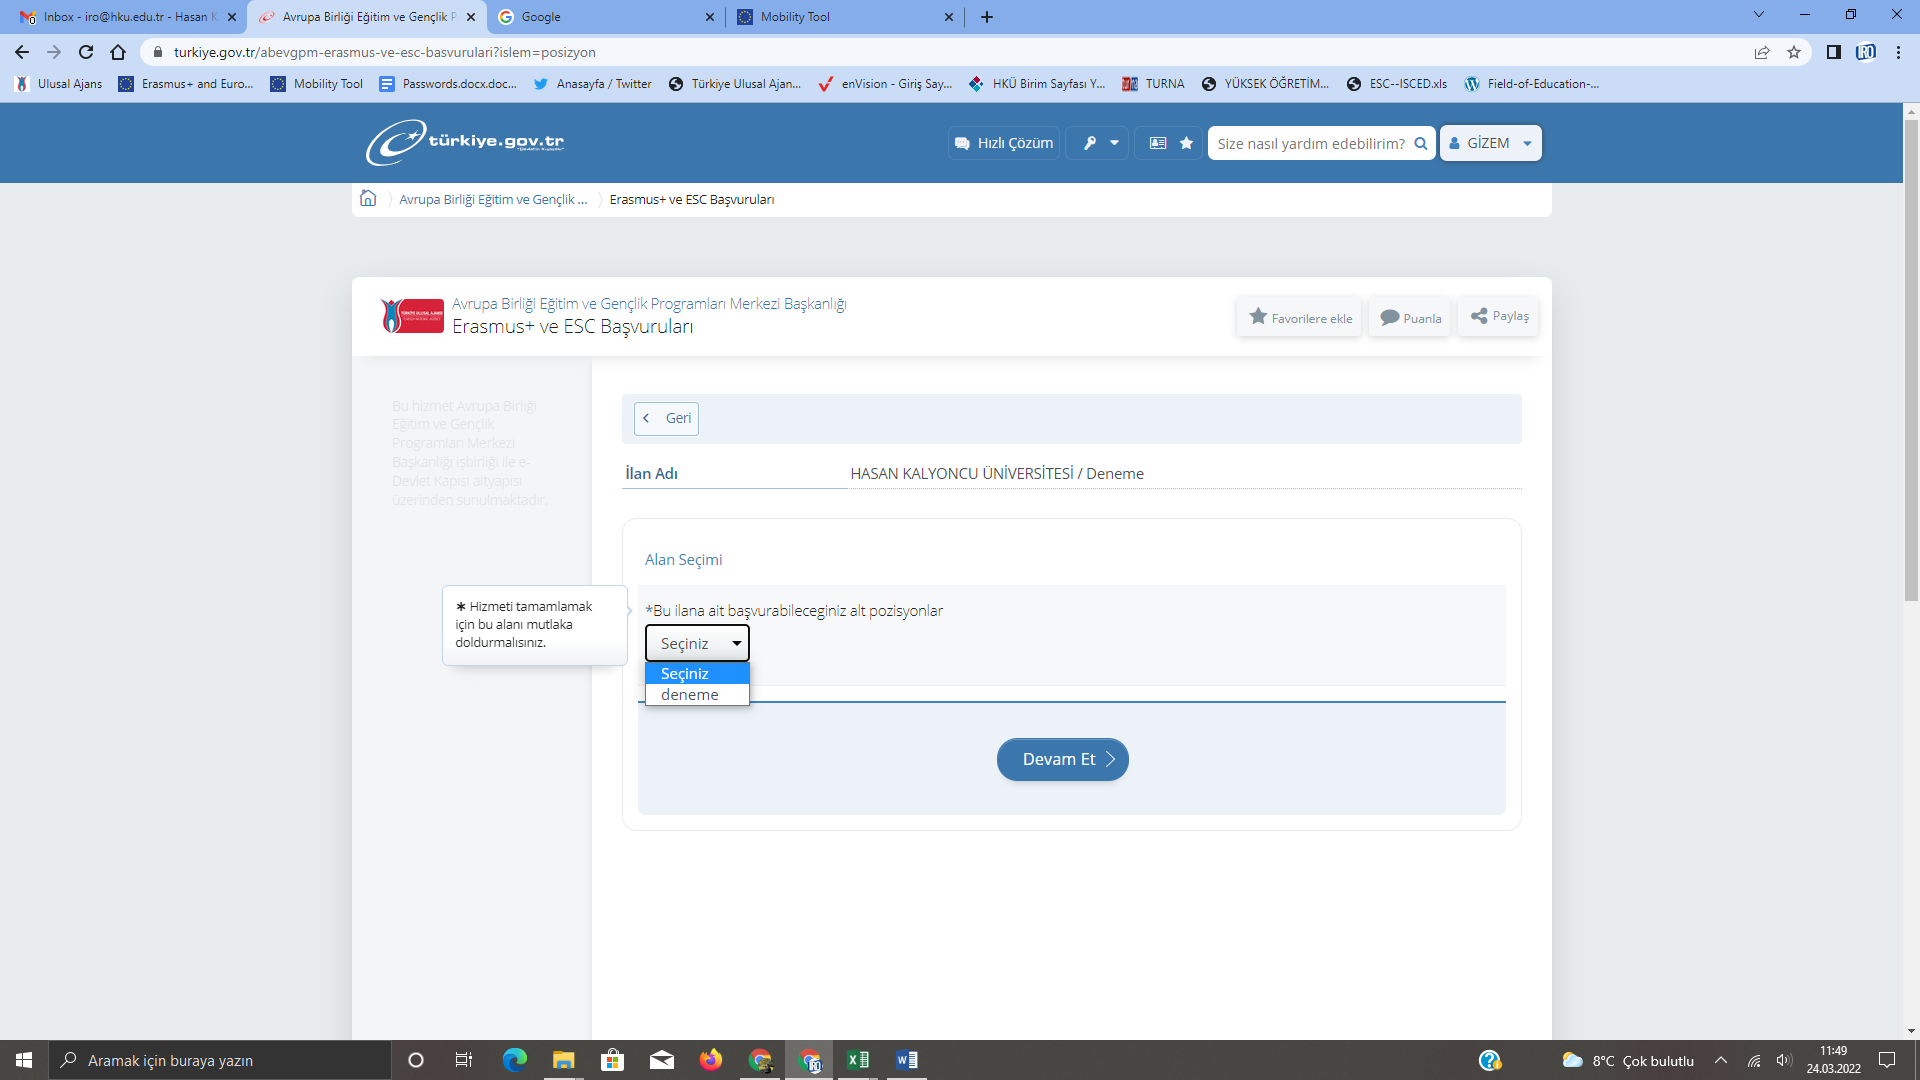 Inbox - iro@hku.edu.tr - Hasan K
Avrupa Birliği Eğitim ve Gençlik P
Google
Mobility Tool
turkiye.gov.tr/abevgpm-erasmus-ve-esc-basvurulari?islem=posizyon
Ulusal Ajans
Erasmus+ and Euro...
Mobility Tool
Passwords.docx.doc...
Anasayfa / Twitter
Türkiye Ulusal Ajan...
enVision - Giriş Say...
HKÜ Birim Sayfası Y...
TURNA
YÜKSEK ÖĞRETİM...
ESC--ISCED.xls
Field-of-Education-...
türkiye.gov.tr
Hızlı Çözüm
Size nasıl yardım edebilirim?
GİZEM
Avrupa Birliği Eğitim ve Gençlik ...
Erasmus+ ve ESC Başvuruları
Avrupa Birliği Eğitim ve Gençlik Programları Merkezi Başkanlığı
Erasmus+ ve ESC Başvuruları
Favorilere ekle
Puanla
Paylaş
Bu hizmet Avrupa Birliği
Eğitim ve Gençlik
Programları Merkezi
Başkanlığı işbirliği ile e-
Devlet Kapısı altyapısı
üzerinden sunulmaktadır.
Geri
İlan Adı
HASAN KALYONCU ÜNİVERSİTESİ / Deneme
Alan Seçimi
* Hizmeti tamamlamak
için bu alanı mutlaka
doldurmalısınız.
*Bu ilana ait başvurabileceginiz alt pozisyonlar
Seçiniz
Seçiniz
deneme
Devam Et
Aramak için buraya yazın
8°C Çok bulutlu
11:49
24.03.2022